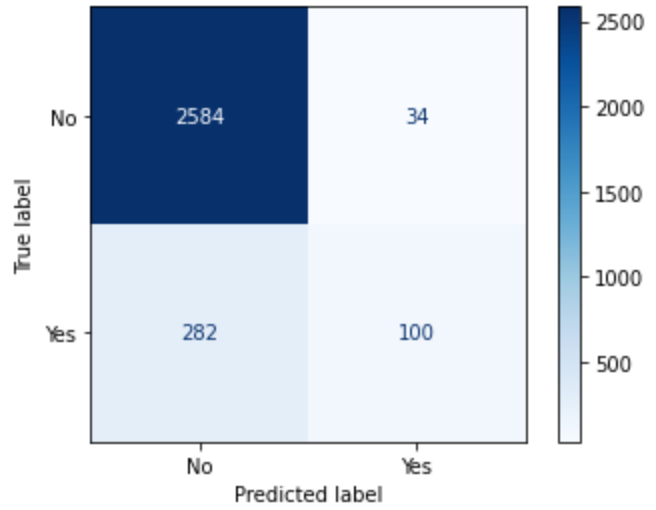 No
2584
34
Yes
282
100
No
Yes
Predicted label
True label
2500
2000
1500
1000
500